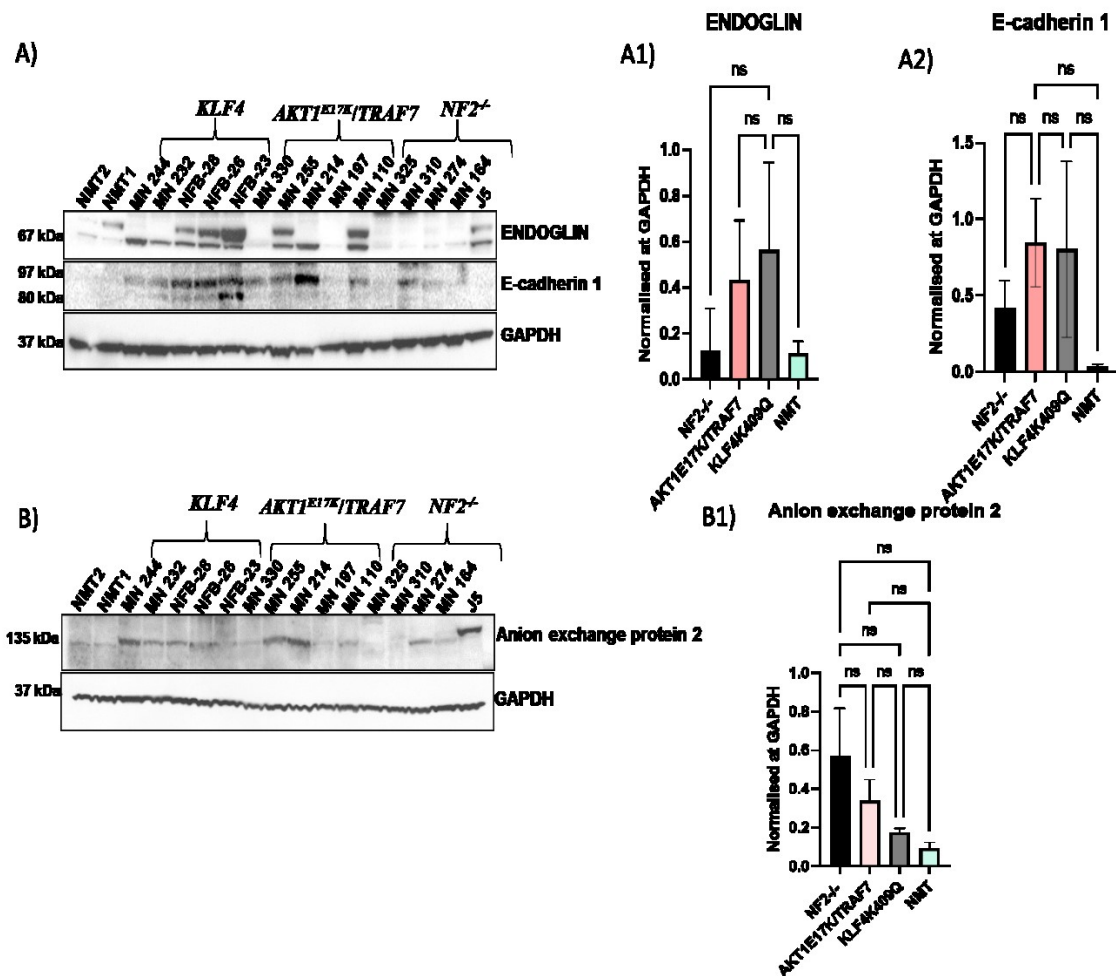 A)
KLF4
AKT1E17K/TRAF7
NF2-/-
NMT2
NMT1
MN 244
MN 232
NFB-28
NFB-26
NFB-23
MN 330
MN 255
MN 214
MN 197
MN 110
MN 325
MN 310
MN 274
MN 164
J5
67 kDa
ENDOGLIN
97 kDa
80 kDa
E-cadherin 1
37 kDa
GAPDH
A1)
ENDOGLIN
ns
ns
ns
Normalised at GAPDH
1.0
0.8
0.6
0.4
0.2
0.0
NF2-/-
AKT1E17K/TRAF7
KLF4K409Q
NMT
A2)
E-cadherin 1
ns
ns
ns
ns
Normalised at GAPDH
1.5
1.0
0.5
0.0
NF2-/-
AKT1E17K/TRAF7
KLF4K409Q
NMT
B)
KLF4
AKT1E17K/TRAF7
NF2-/-
NMT2
NMT1
MN 244
MN 232
NFB-28
NFB-26
NFB-23
MN 330
MN 255
MN 214
MN 197
MN 110
MN 325
MN 310
MN 274
MN 164
J5
135 kDa
Anion exchange protein 2
37 kDa
GAPDH
B1)
Anion exchange protein 2
ns
ns
ns
ns
ns
ns
Normalised at GAPDH
1.0
0.8
0.6
0.4
0.2
0.0
NF2-/-
AKT1E17K/TRAF7
KLF4K409Q
NMT